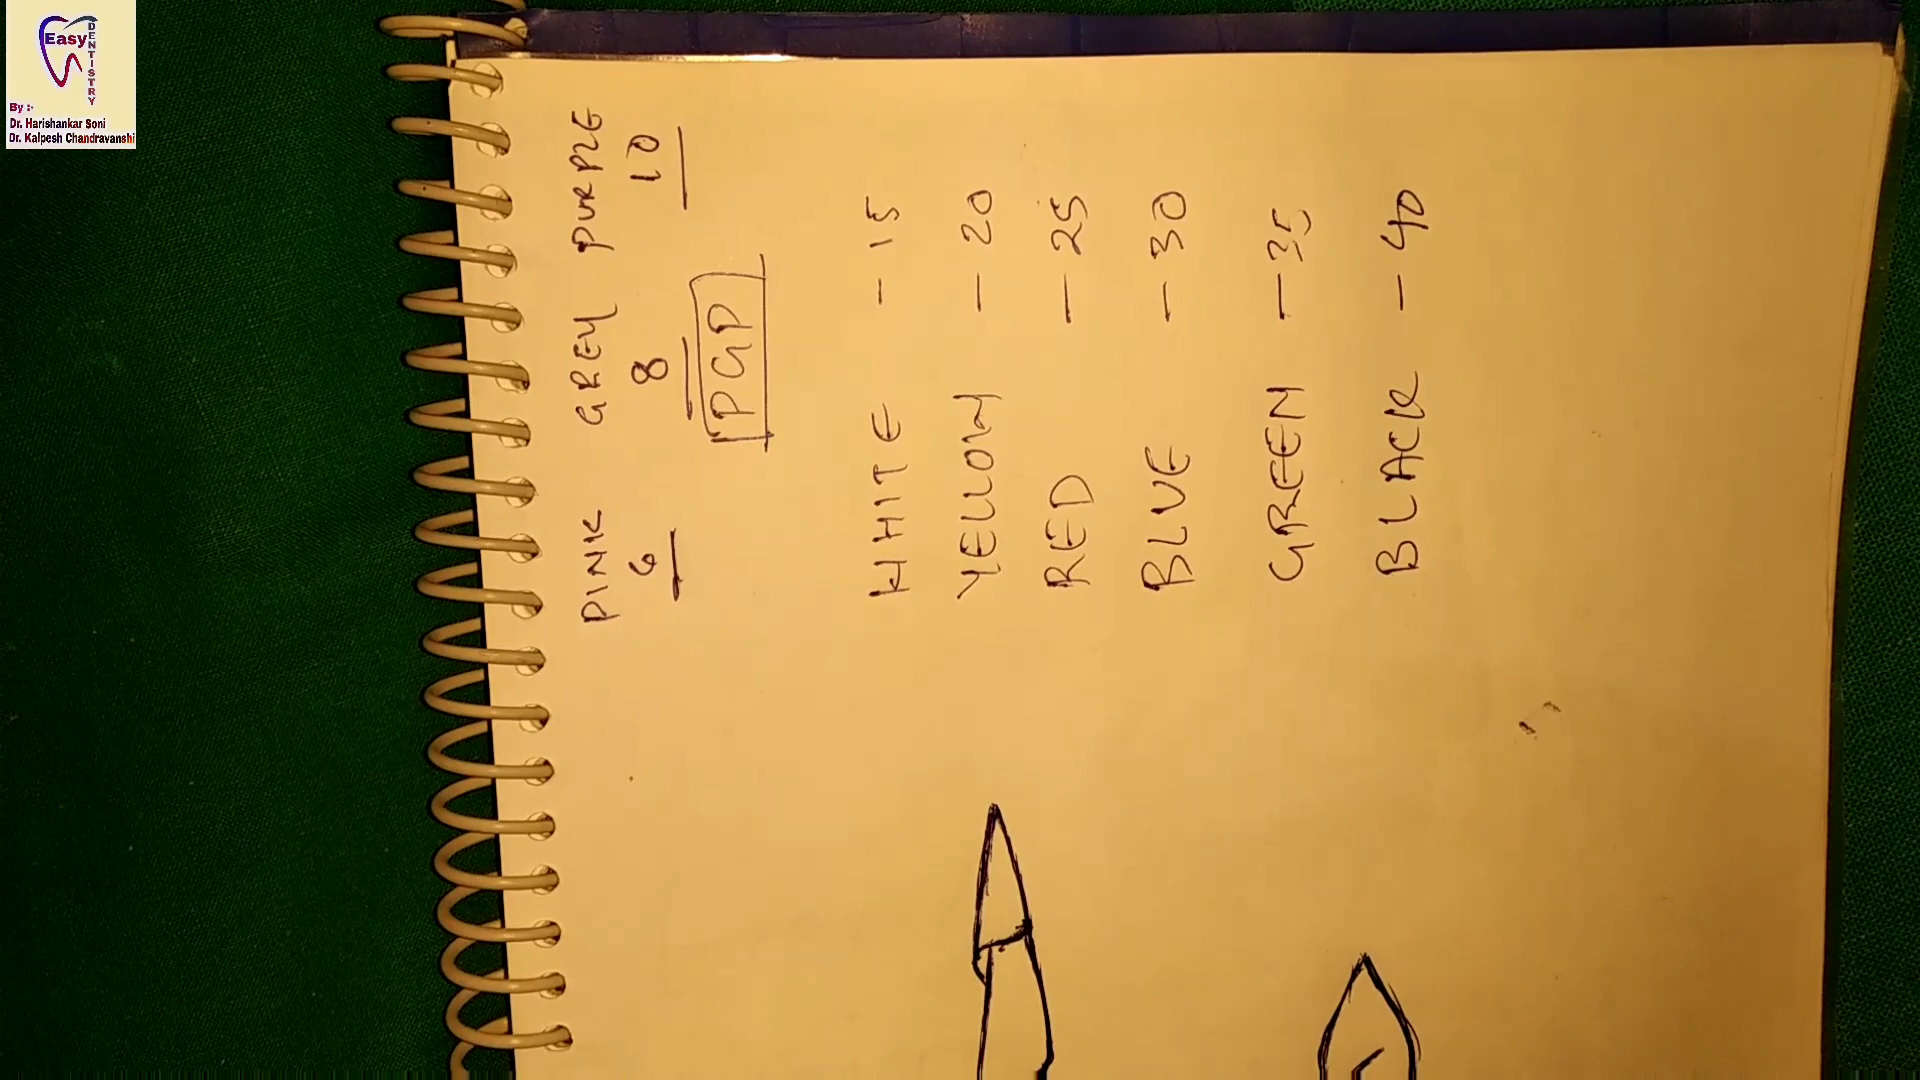 Easy
DENTISTRY
By :-
Dr. Harishankar Soni
Dr. Kalpesh Chandravanshi
PINK GREY PURPLE
6 8 10
PGP
WHITE - 15
YELLOW - 20
RED - 25
BLUE - 30
GREEN - 35
BLACK - 40